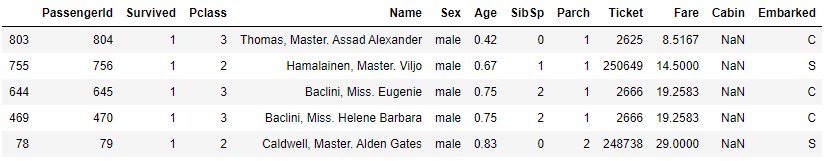 PassengerId Survived Pclass Name Sex Age SibSp Parch Ticket Fare Cabin Embarked
803 804 1 3 Thomas, Master. Assad Alexander male 0.42 0 1 2625 8.5167 NaN C
755 756 1 2 Hamalainen, Master. Viljo male 0.67 1 1 250649 14.5000 NaN S
644 645 1 3 Baclini, Miss. Eugenie male 0.75 2 1 2666 19.2583 NaN C
469 470 1 3 Baclini, Miss. Helene Barbara male 0.75 2 1 2666 19.2583 NaN C
78 79 1 2 Caldwell, Master. Alden Gates male 0.83 0 2 248738 29.0000 NaN S